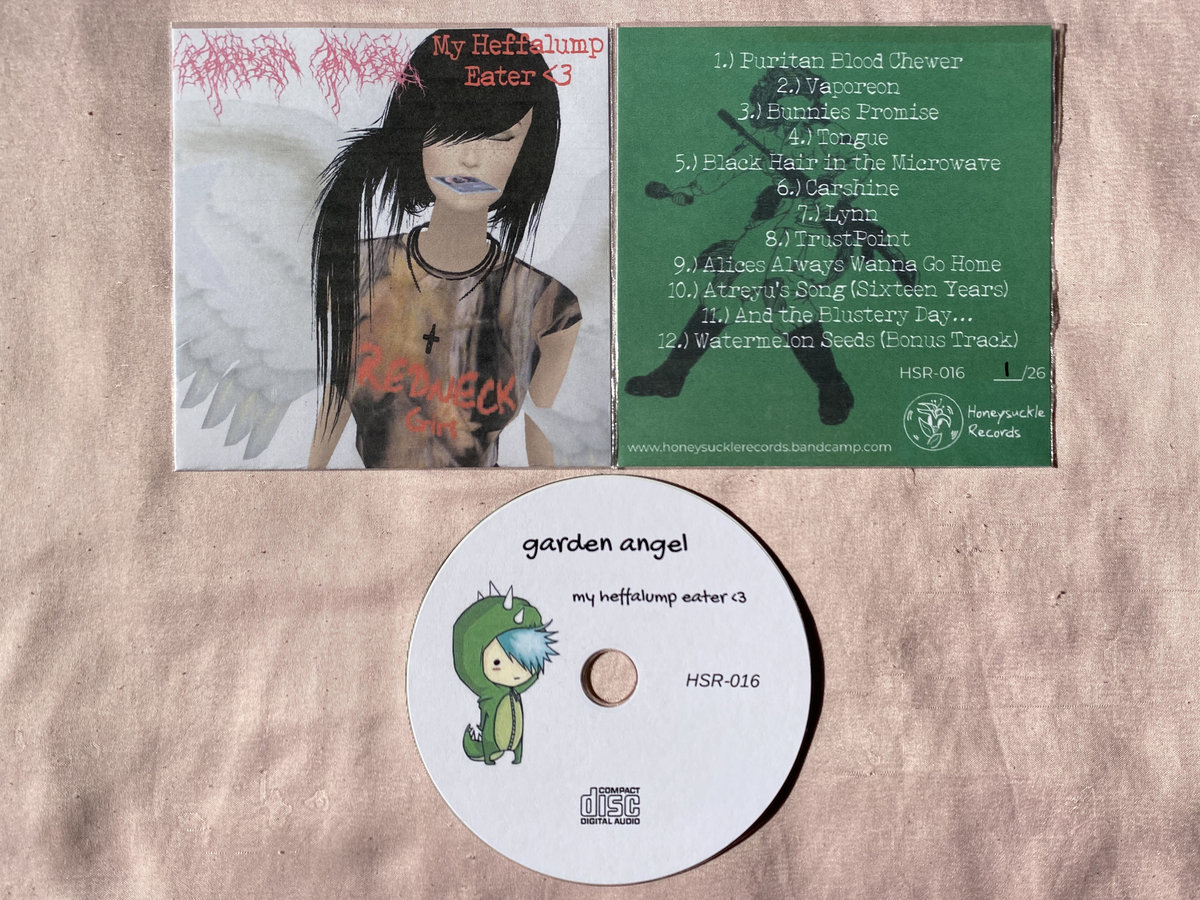 GARDEN ANGEL
My Heffalump
Eater <3
REDNECK
Girl
1.) Puritan Blood Chewer
2.) Vaporeon
3.) Bunnies Promise
4.) Tongue
5.) Black Hair in the Microwave
6.) Carshine
7.) Lynn
8.) TrustPoint
9.) Alices Always Wanna Go Home
10.) Atreyu's Song (Sixteen Years)
11.) And the Blustery Day...
12.) Watermelon Seeds (Bonus Track)
HSR-016 1/26
Honeysuckle
Records
www.honeysucklerecords.bandcamp.com
garden angel
my heffalump eater <3
HSR-016
COMPACT
disc
DIGITAL AUDIO